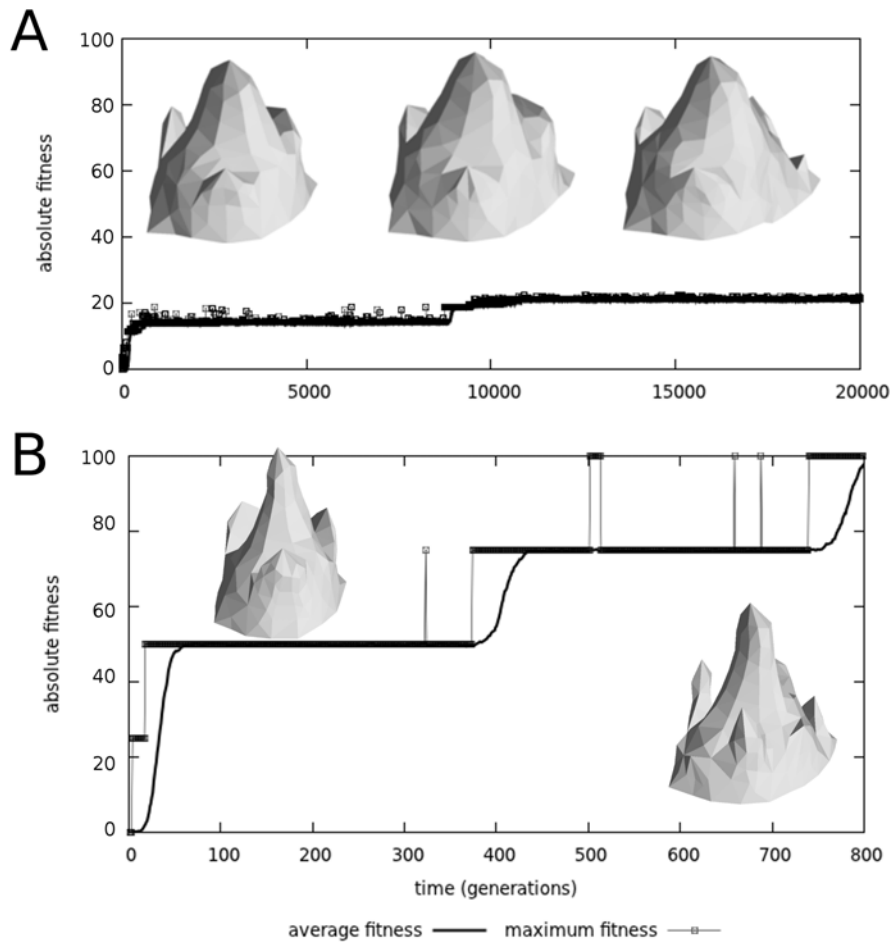 A
absolute fitness
100
80
60
40
20
0
0 5000 10000 15000 20000
B
absolute fitness
100
80
60
40
20
0
0 100 200 300 400 500 600 700 800
time (generations)
average fitness maximum fitness